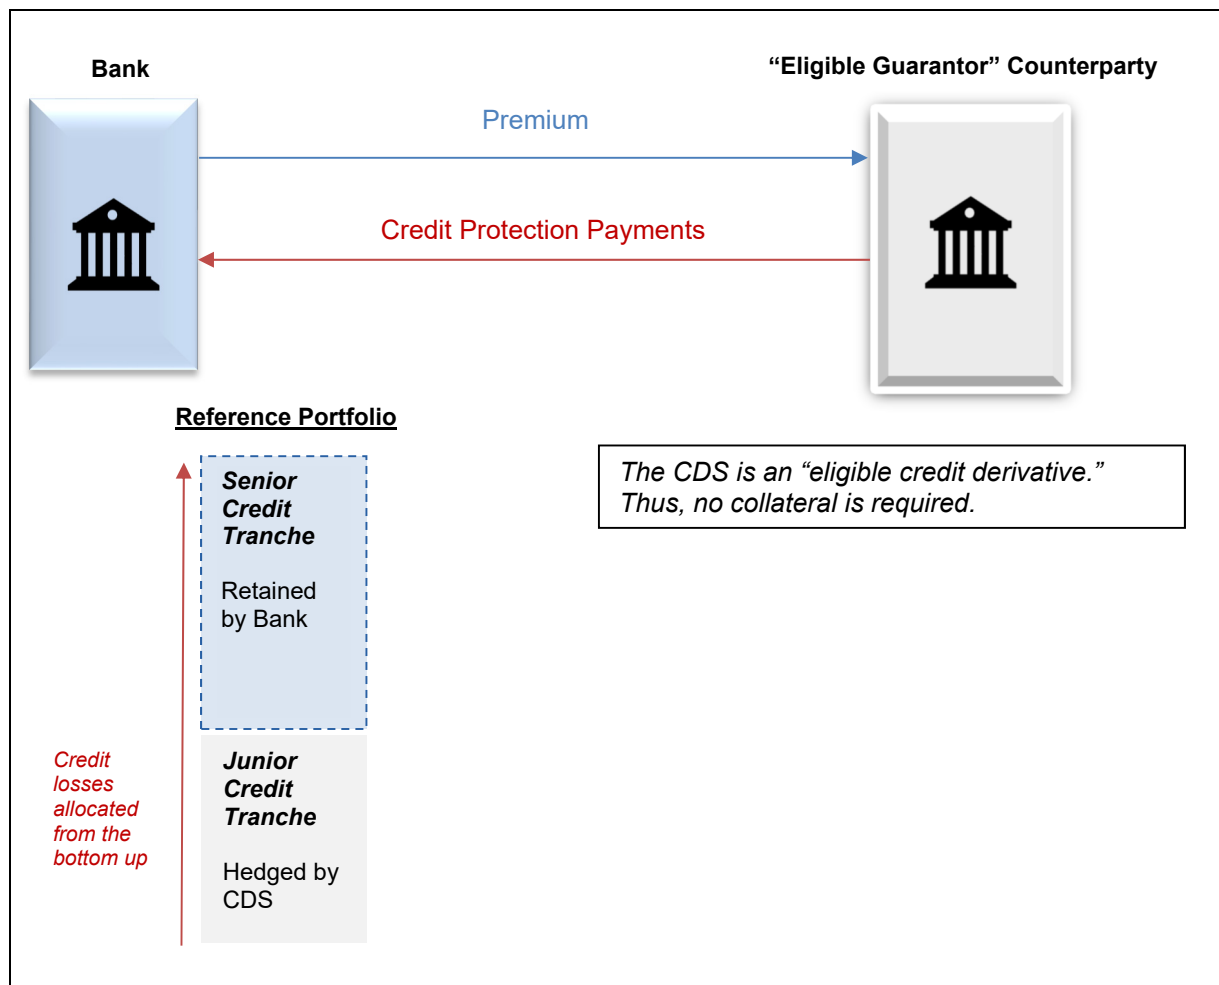 Bank
“Eligible Guarantor” Counterparty
Premium
Credit Protection Payments
Reference Portfolio
Senior
Credit
Tranche
Retained
by Bank
The CDS is an “eligible credit derivative.”
Thus, no collateral is required.
Credit
losses
allocated
from the
bottom up
Junior
Credit
Tranche
Hedged by
CDS